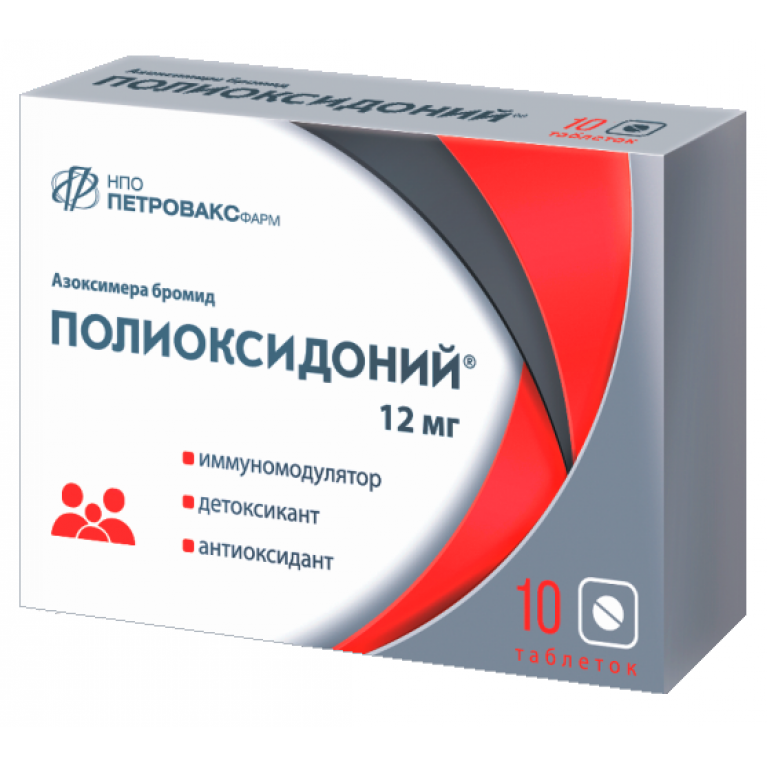 Азоксимера бромид
ПОЛИОКСИДОНИЙ®
10
таблеток
НПО
ПЕТРОВАКСФАРМ
Азоксимера бромид
ПОЛИОКСИДОНИЙ®
12 мг
иммуномодулятор
детоксикант
антиоксидант
10
таблеток